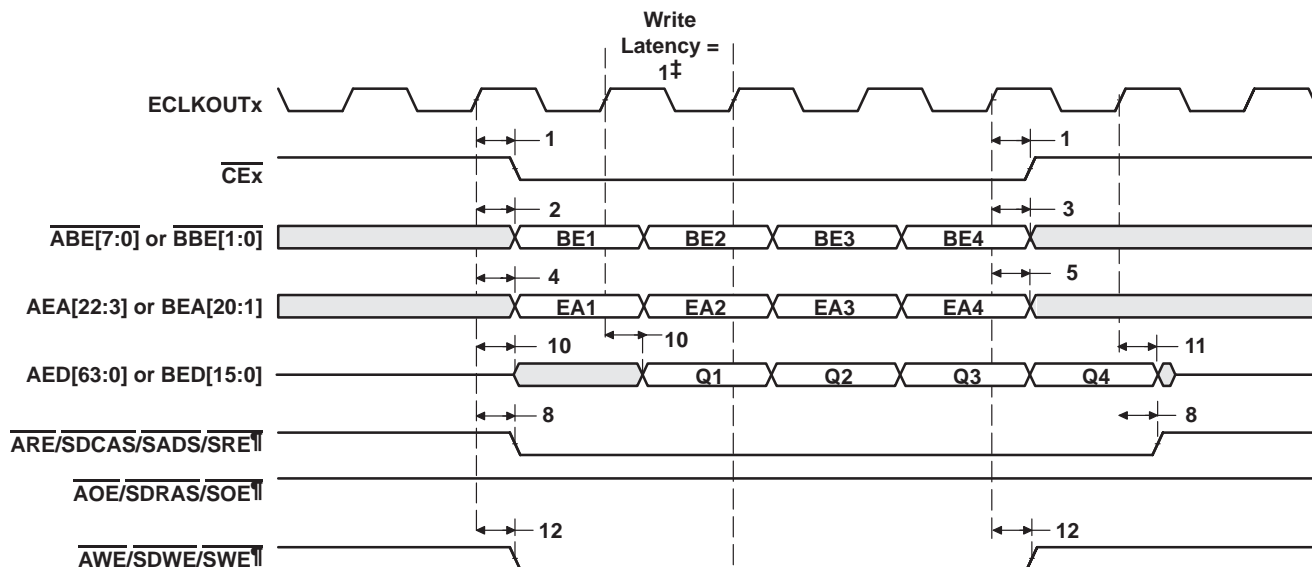 Write
Latency =
1‡
ECLKOUTx
1 1
CEx
2 3
ABE[7:0] or BBE[1:0] BE1 BE2 BE3 BE4
4 5
AEA[22:3] or BEA[20:1] EA1 EA2 EA3 EA4
10 10 11
AED[63:0] or BED[15:0] Q1 Q2 Q3 Q4
8 8
ARE/SDCAS/SADS/SRE¶
AOE/SDRAS/SOE¶
12 12
AWE/SDWE/SWE¶